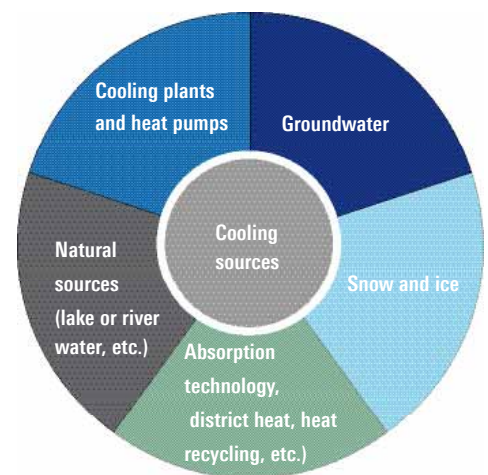 Cooling plants
and heat pumps
Groundwater
Cooling
sources
Natural
sources
(lake or river
water, etc.)
Snow and ice
Absorption
technology,
district heat, heat
recycling, etc.)